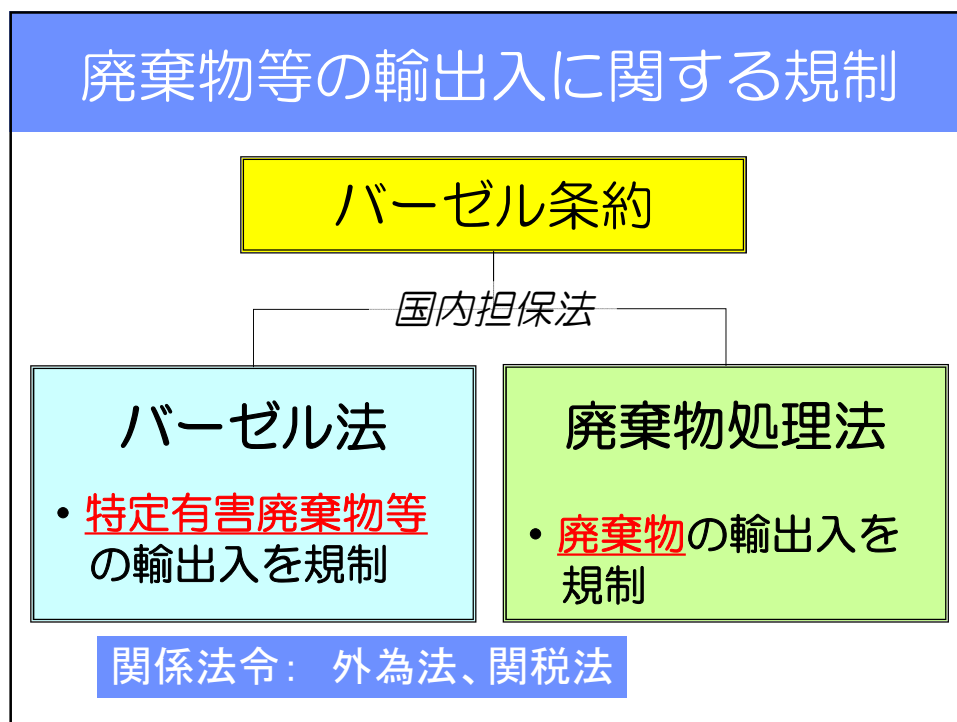 廃棄物等の輸出入に関する規制
バーゼル条約
国内担保法
バーゼル法
・特定有害廃棄物等
の輸出入を規制
廃棄物処理法
・廃棄物の輸出入を
規制
関係法令： 外為法、関税法